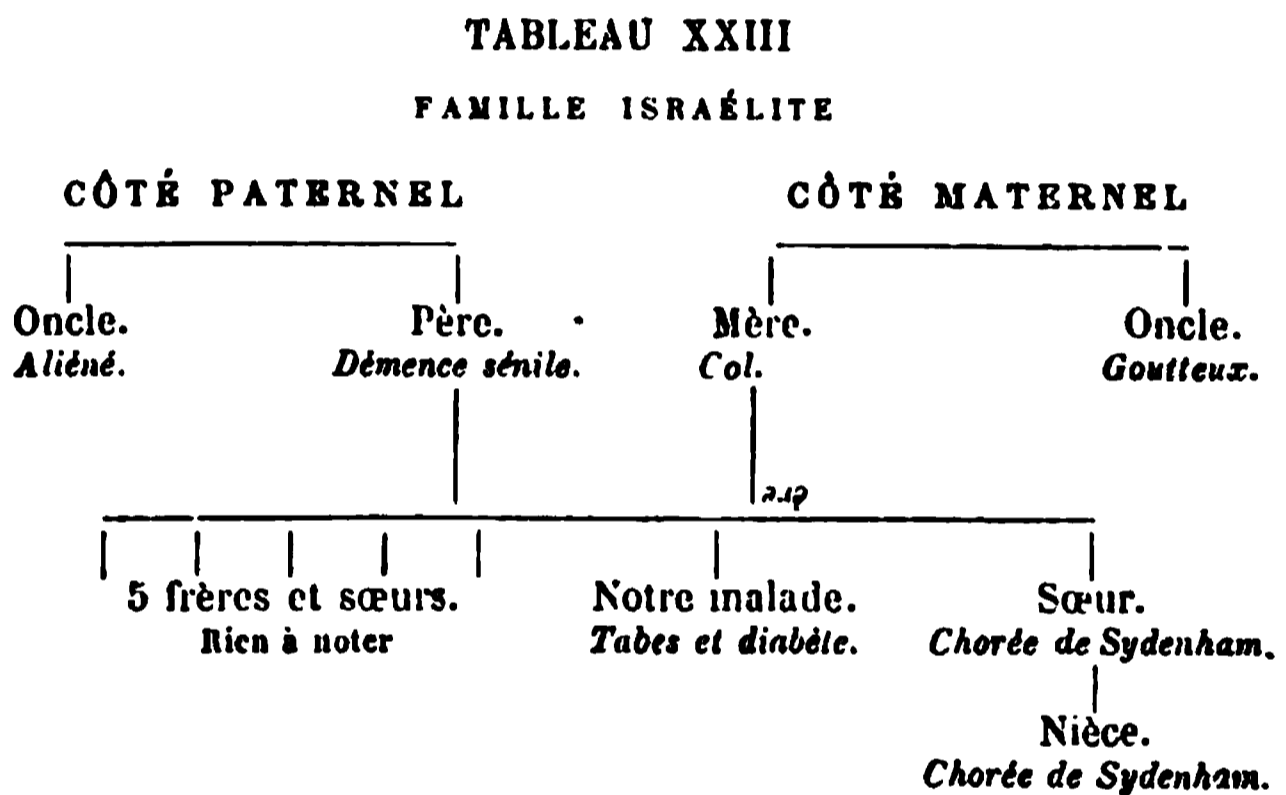 TABLEAU XXIII
FAMILLE ISRAÉLITE
CÔTÉ PATERNEL
CÔTÉ MATERNEL
Oncle.
Aliéné.
Père.
Démence sénile.
Mère.
Col.
Oncle.
Goutteux.
5 frères et sœurs.
Rien à noter
Notre malade.
Tabes et diabète.
Sœur.
Chorée de Sydenham.
Nièce.
Chorée de Sydenham.